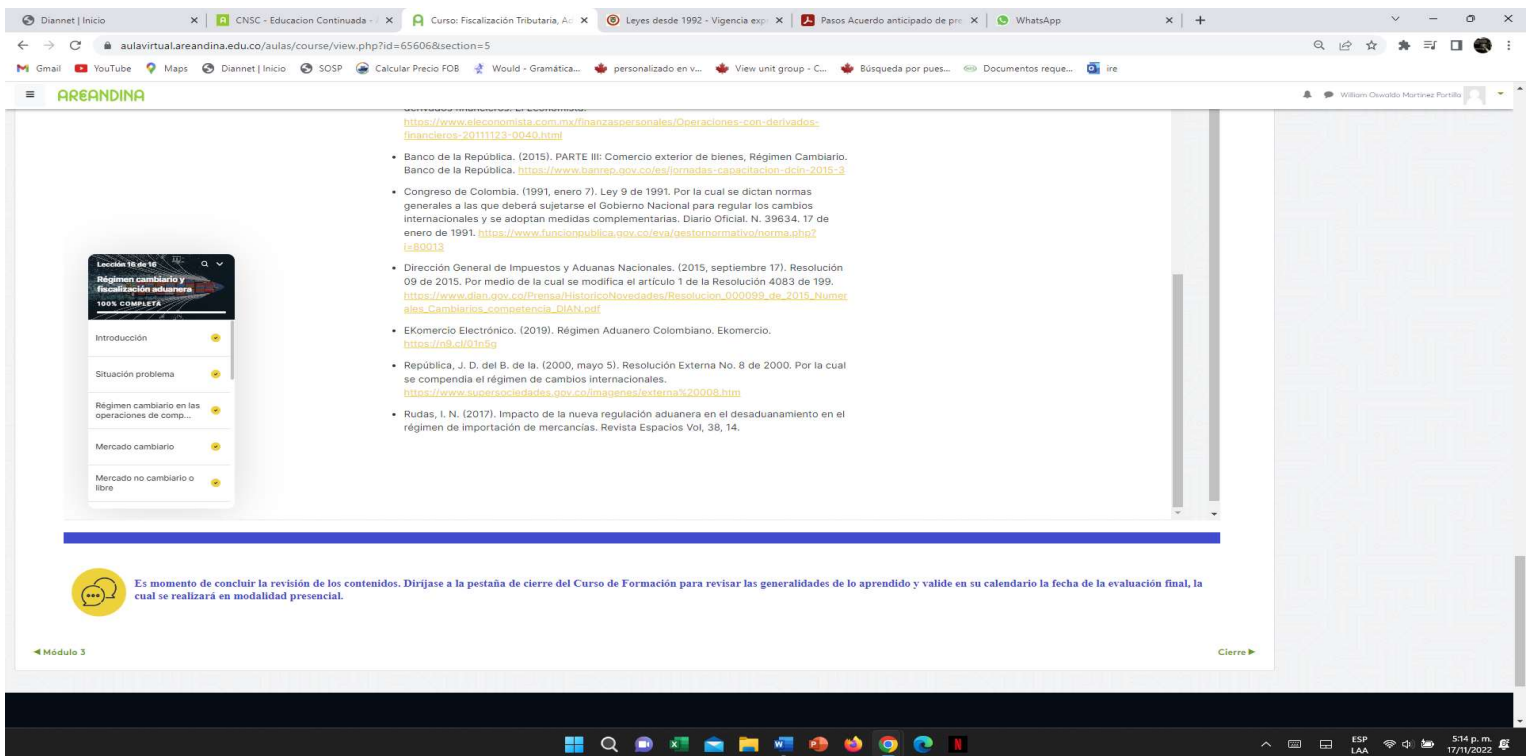 Diannet | Inicio
CNSC - Educacion Continuada - A
Curso: Fiscalización Tributaria, Ad
Leyes desde 1992 - Vigencia exp
Pasos Acuerdo anticipado de pre
WhatsApp
aulavirtual.areandina.edu.co/aulas/course/view.php?id=65606&section=5
Gmail
YouTube
Maps
Diannet | Inicio
SOSP
Calcular Precio FOB
Would - Gramática...
personalizado en v...
View unit group - C...
Búsqueda por pues...
Documentos reque...
ire
AREANDINA
William Oswaldo Martinez Portilla
derivados financieros. El Economista.
https://www.eleconomista.com.mx/finanzaspersonales/Operaciones-con-derivados-
financieros-20111123-0040.html
• Banco de la República. (2015). PARTE III: Comercio exterior de bienes, Régimen Cambiario.
Banco de la República. https://www.banrep.gov.co/es/jornadas-capacitacion-dcin-2015-3
• Congreso de Colombia. (1991, enero 7). Ley 9 de 1991. Por la cual se dictan normas
generales a las que deberá sujetarse el Gobierno Nacional para regular los cambios
internacionales y se adoptan medidas complementarias. Diario Oficial. N. 39634. 17 de
enero de 1991. https://www.funcionpublica.gov.co/eva/gestornormativo/norma.php?
i=80013
• Dirección General de Impuestos y Aduanas Nacionales. (2015, septiembre 17). Resolución
09 de 2015. Por medio de la cual se modifica el artículo 1 de la Resolución 4083 de 199.
https://www.dian.gov.co/Prensa/HistoricoNovedades/Resolucion_000099_de_2015_Numer
ales_Cambiarios_competencia_DIAN.pdf
• EKomercio Electrónico. (2019). Régimen Aduanero Colombiano. Ekomercio.
https://n9.cl/01n5g
• República, J. D. del B. de la. (2000, mayo 5). Resolución Externa No. 8 de 2000. Por la cual
se compendia el régimen de cambios internacionales.
https://www.supersociedades.gov.co/imagenes/externa%20008.htm
• Rudas, I. N. (2017). Impacto de la nueva regulación aduanera en el desaduanamiento en el
régimen de importación de mercancías. Revista Espacios Vol, 38, 14.
Lección 16 de 16
Régimen cambiario y
fiscalización aduanera
100% COMPLETA
Introducción
Situación problema
Régimen cambiario en las
operaciones de comp...
Mercado cambiario
Mercado no cambiario o
libre
Es momento de concluir la revisión de los contenidos. Diríjase a la pestaña de cierre del Curso de Formación para revisar las generalidades de lo aprendido y valide en su calendario la fecha de la evaluación final, la
cual se realizará en modalidad presencial.
◄ Módulo 3
Cierre ►
ESP
LAA
5:14 p. m.
17/11/2022